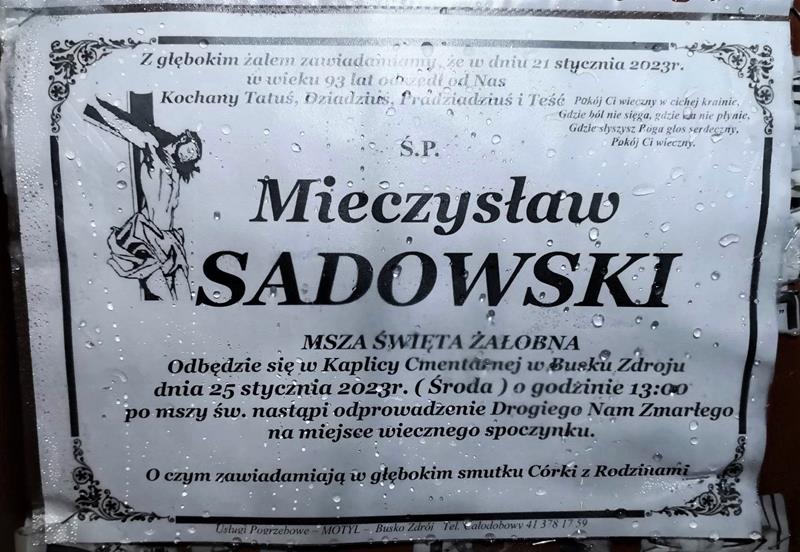 Z głębokim żalem zawiadamiamy, że w dniu 21 stycznia 2023r.
w wieku 93 lat odszedł od Nas
Kochany Tatuś, Dziadziuś, Pradziadziuś i Teść
Pokój Ci wieczny w cichej krainie,
Gdzie ból nie sięga, gdzie łza nie płynie,
Gdzie słyszysz Boga głos serdeczny,
Pokój Ci wieczny.
Ś.P.
Mieczysław
SADOWSKI
MSZA ŚWIĘTA ŻAŁOBNA
Odbędzie się w Kaplicy Cmentarnej w Busku Zdroju
dnia 25 stycznia 2023r. ( Środa ) o godzinie 13:00
po mszy św. nastąpi odprowadzenie Drogiego Nam Zmarłego
na miejsce wiecznego spoczynku.
O czym zawiadamiają w głębokim smutku Córki z Rodzinami
Usługi Pogrzebowe – MOTYL – Busko Zdrój Tel. Całodobowy 41 378 17 59